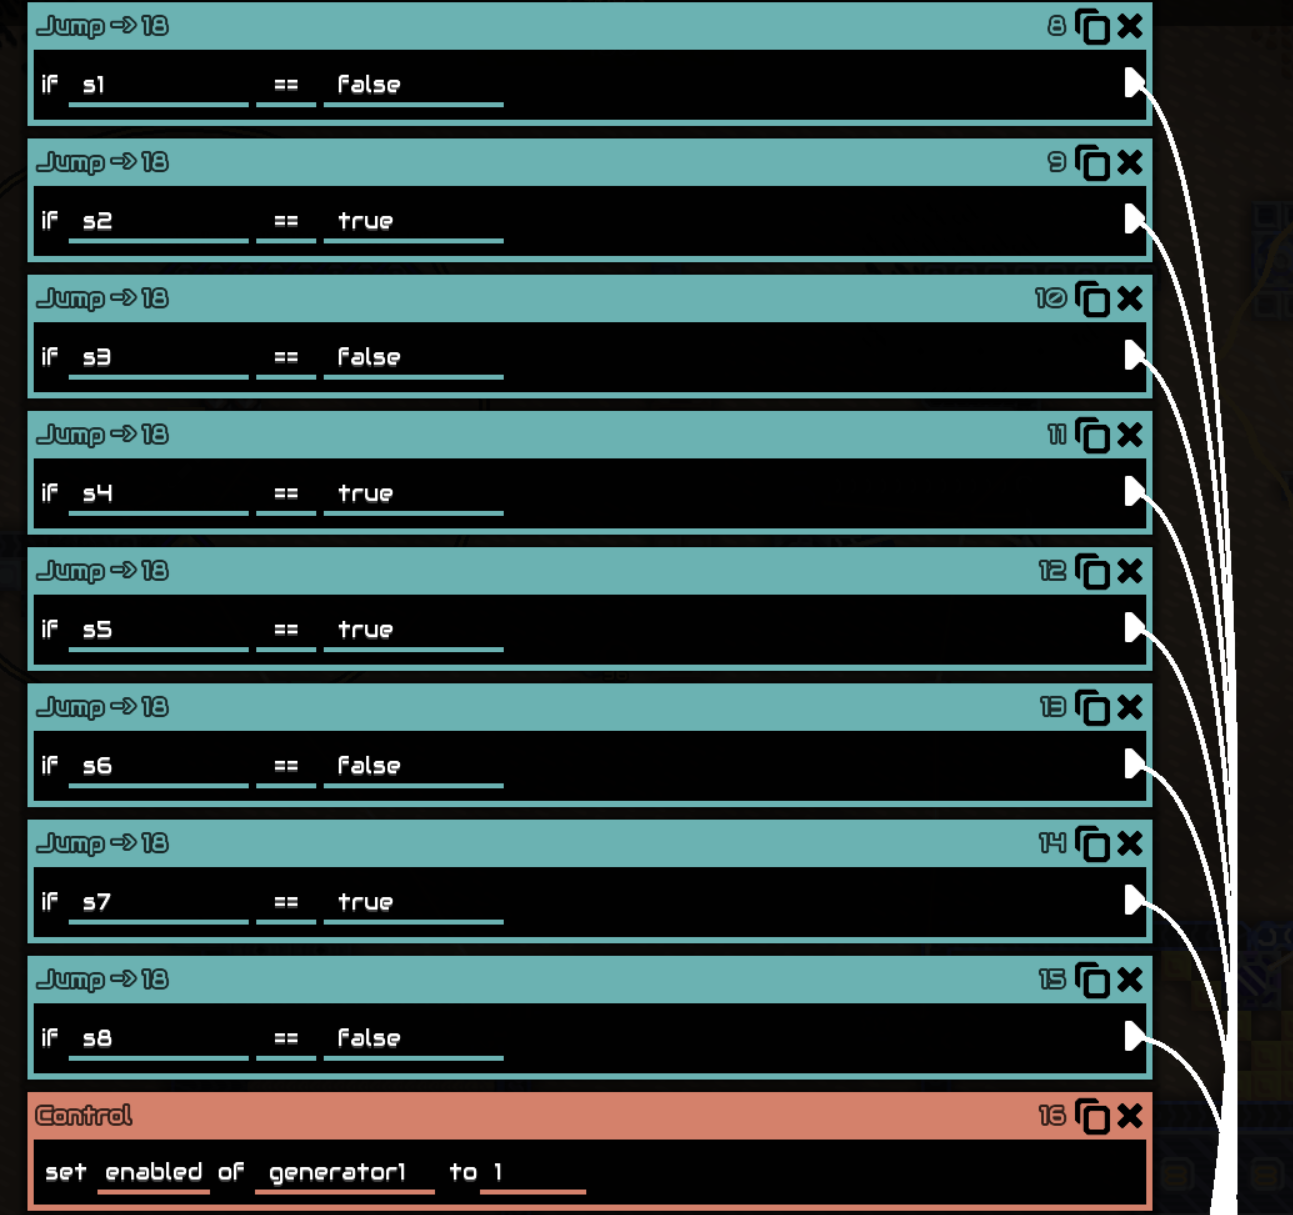 Jump -> 18 8
if s1 == false
Jump -> 18 9
if s2 == true
Jump -> 18 10
if s3 == false
Jump -> 18 11
if s4 == true
Jump -> 18 12
if s5 == true
Jump -> 18 13
if s6 == false
Jump -> 18 14
if s7 == true
Jump -> 18 15
if s8 == false
Control 16
set enabled of generator1 to 1